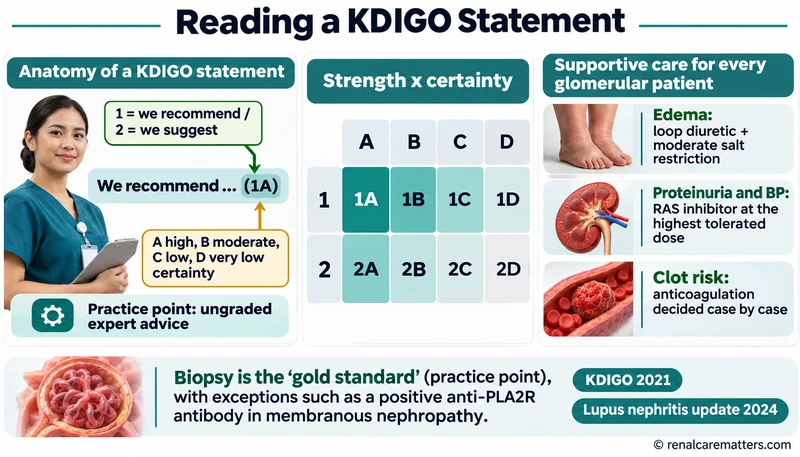 Reading a KDIGO Statement
Anatomy of a KDIGO statement
1 = we recommend /
2 = we suggest
We recommend ... (1A)
A high, B moderate,
C low, D very low
certainty
Practice point: ungraded
expert advice
Strength x certainty
A B C D
1 1A 1B 1C 1D
2 2A 2B 2C 2D
Supportive care for every
glomerular patient
Edema:
loop diuretic +
moderate salt
restriction
Proteinuria and BP:
RAS inhibitor at the
highest tolerated
dose
Clot risk:
anticoagulation
decided case by case
Biopsy is the ‘gold standard’ (practice point),
with exceptions such as a positive anti-PLA2R
antibody in membranous nephropathy.
KDIGO 2021
Lupus nephritis update 2024
© renalcarematters.com